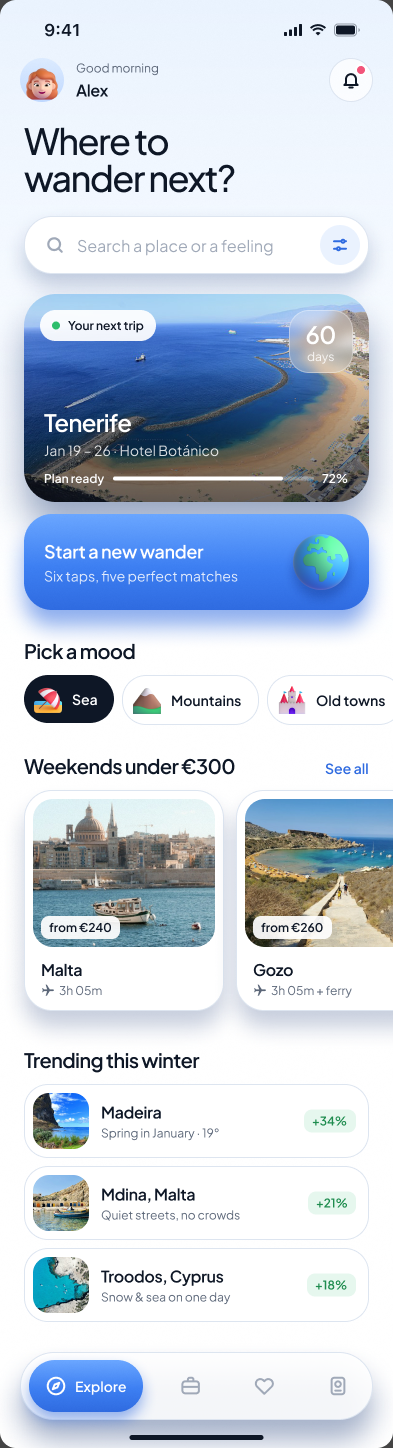 9:41
Good morning
Alex
Where to
wander next?
Search a place or a feeling
Your next trip
60
days
Tenerife
Jan 19 – 26 · Hotel Botánico
Plan ready 72%
Start a new wander
Six taps, five perfect matches
Pick a mood
Sea Mountains Old towns
Weekends under €300 See all
from €240 from €260
Malta Gozo
3h 05m 3h 05m + ferry
Trending this winter
Madeira
Spring in January · 19°
+34%
Mdina, Malta
Quiet streets, no crowds
+21%
Troodos, Cyprus
Snow & sea on one day
+18%
Explore